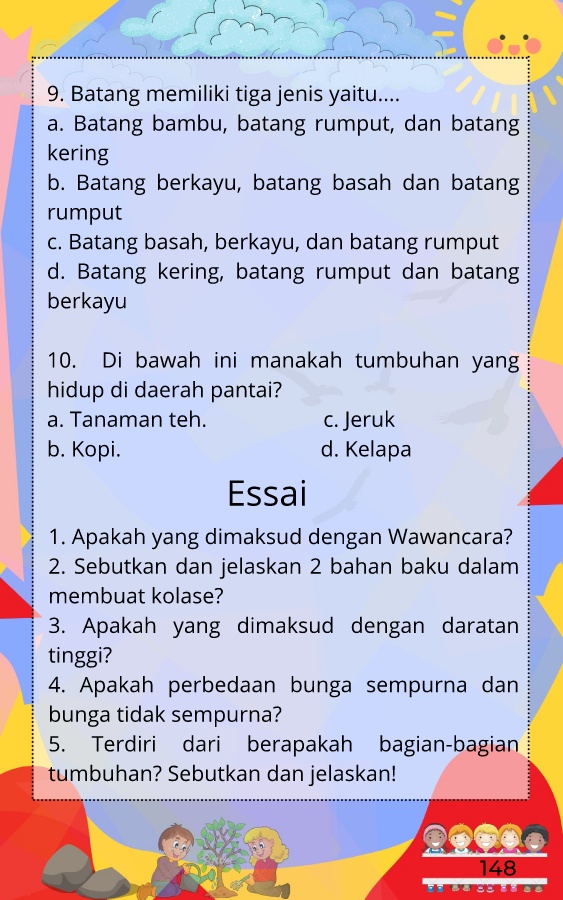 9. Batang memiliki tiga jenis yaitu....
a. Batang bambu, batang rumput, dan batang
kering
b. Batang berkayu, batang basah dan batang
rumput
c. Batang basah, berkayu, dan batang rumput
d. Batang kering, batang rumput dan batang
berkayu
10. Di bawah ini manakah tumbuhan yang
hidup di daerah pantai?
a. Tanaman teh. c. Jeruk
b. Kopi. d. Kelapa
Essai
1. Apakah yang dimaksud dengan Wawancara?
2. Sebutkan dan jelaskan 2 bahan baku dalam
membuat kolase?
3. Apakah yang dimaksud dengan daratan
tinggi?
4. Apakah perbedaan bunga sempurna dan
bunga tidak sempurna?
5. Terdiri dari berapakah bagian-bagian
tumbuhan? Sebutkan dan jelaskan!
148